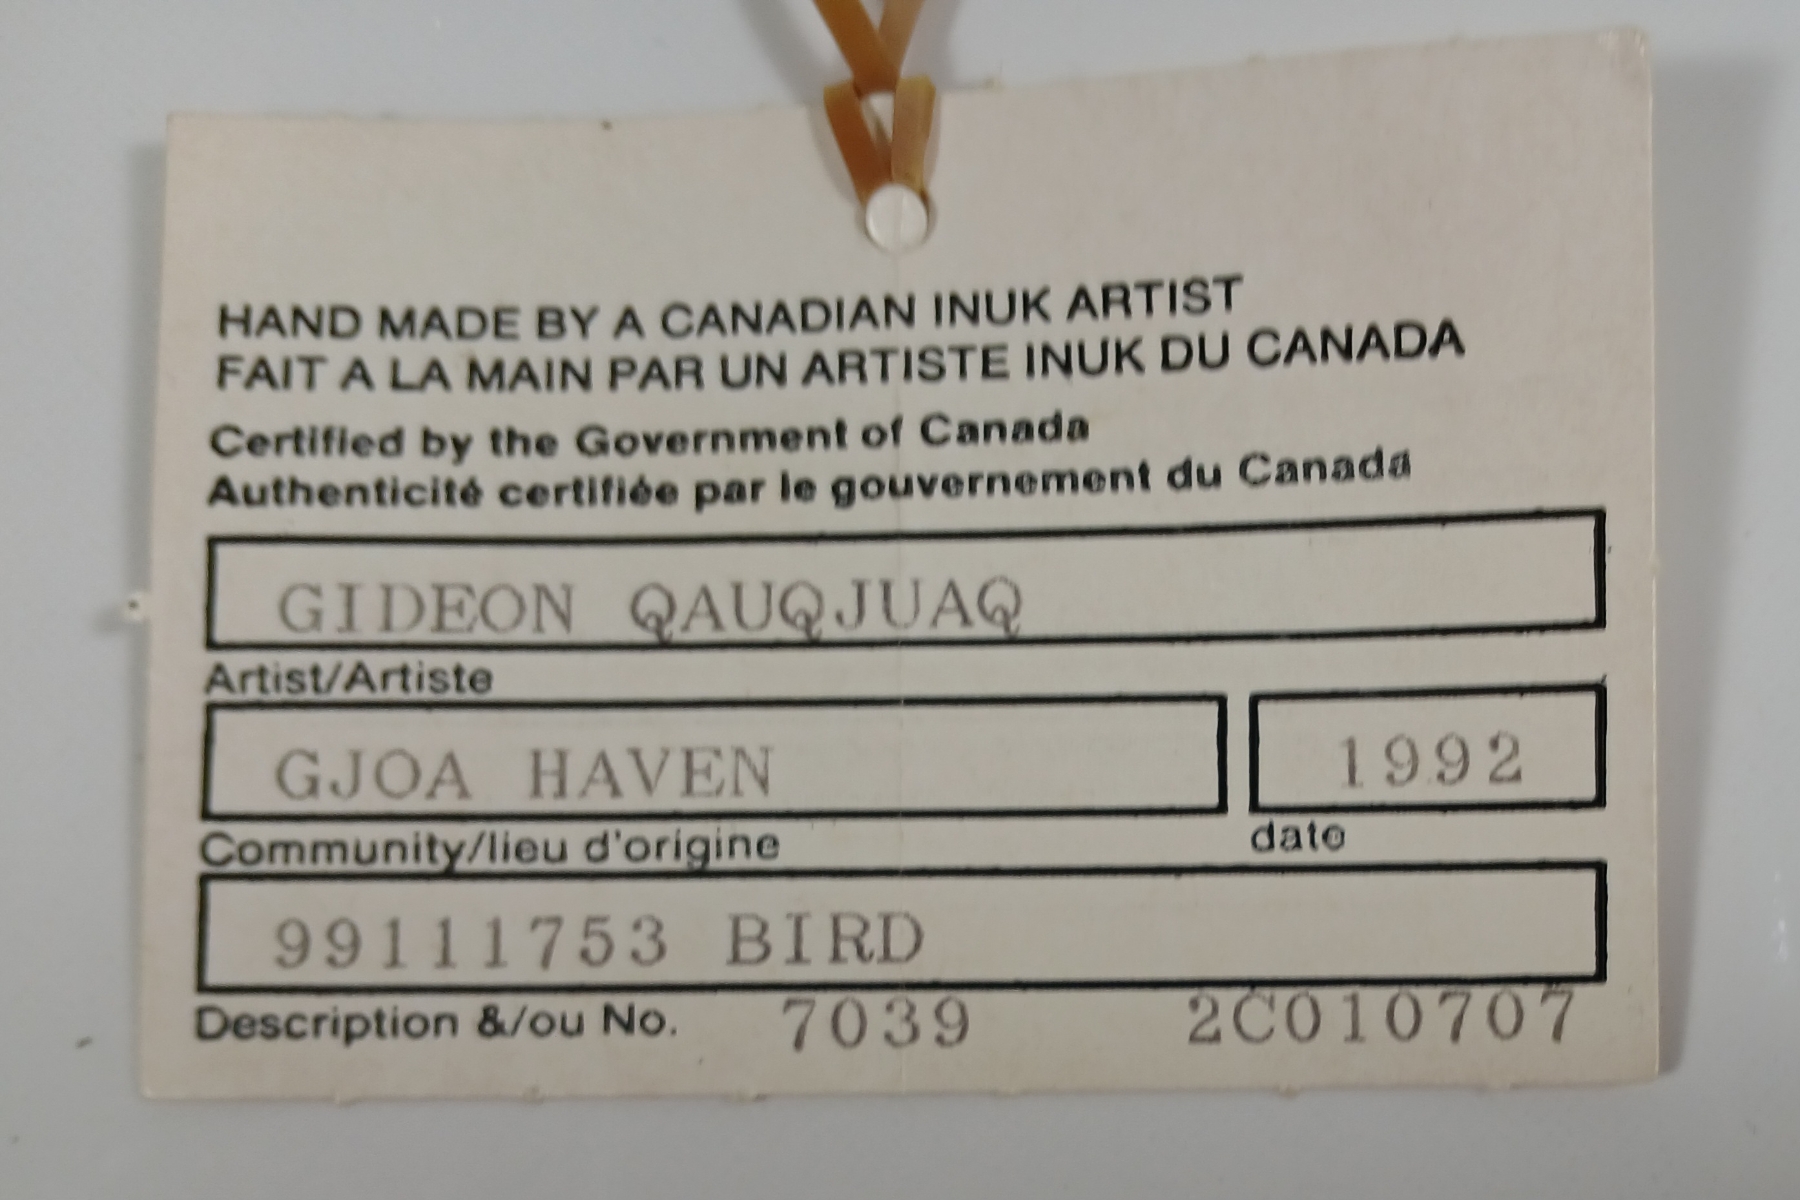 HAND MADE BY A CANADIAN INUK ARTIST
FAIT A LA MAIN PAR UN ARTISTE INUK DU CANADA
Certified by the Government of Canada
Authenticité certifiée par le gouvernement du Canada
GIDEON QAUQJUAQ
Artist/Artiste
GJOA HAVEN 1992
Community/lieu d'origine date
99111753 BIRD
Description &/ou No. 7039 2C010707